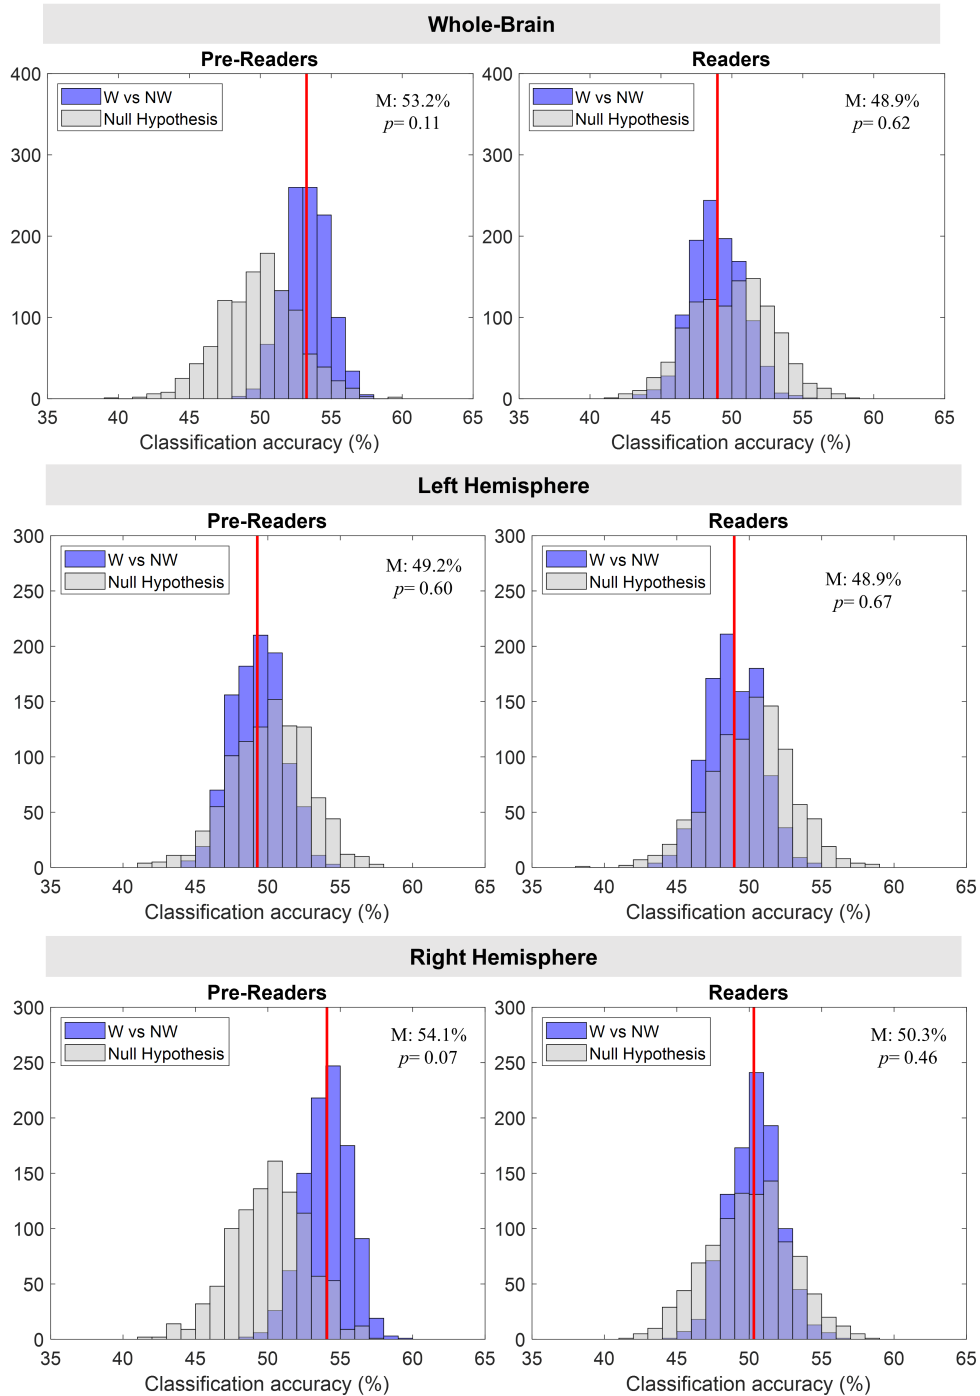 Whole-Brain
Pre-Readers
Readers
400
300
200
100
0
W vs NW
Null Hypothesis
M: 53.2%
p= 0.11
35 40 45 50 55 60 65
Classification accuracy (%)
400
300
200
100
0
W vs NW
Null Hypothesis
M: 48.9%
p= 0.62
35 40 45 50 55 60 65
Classification accuracy (%)
Left Hemisphere
Pre-Readers
Readers
300
250
200
150
100
50
0
W vs NW
Null Hypothesis
M: 49.2%
p= 0.60
35 40 45 50 55 60 65
Classification accuracy (%)
300
250
200
150
100
50
0
W vs NW
Null Hypothesis
M: 48.9%
p= 0.67
35 40 45 50 55 60 65
Classification accuracy (%)
Right Hemisphere
Pre-Readers
Readers
300
250
200
150
100
50
0
W vs NW
Null Hypothesis
M: 54.1%
p= 0.07
35 40 45 50 55 60 65
Classification accuracy (%)
300
250
200
150
100
50
0
W vs NW
Null Hypothesis
M: 50.3%
p= 0.46
35 40 45 50 55 60 65
Classification accuracy (%)